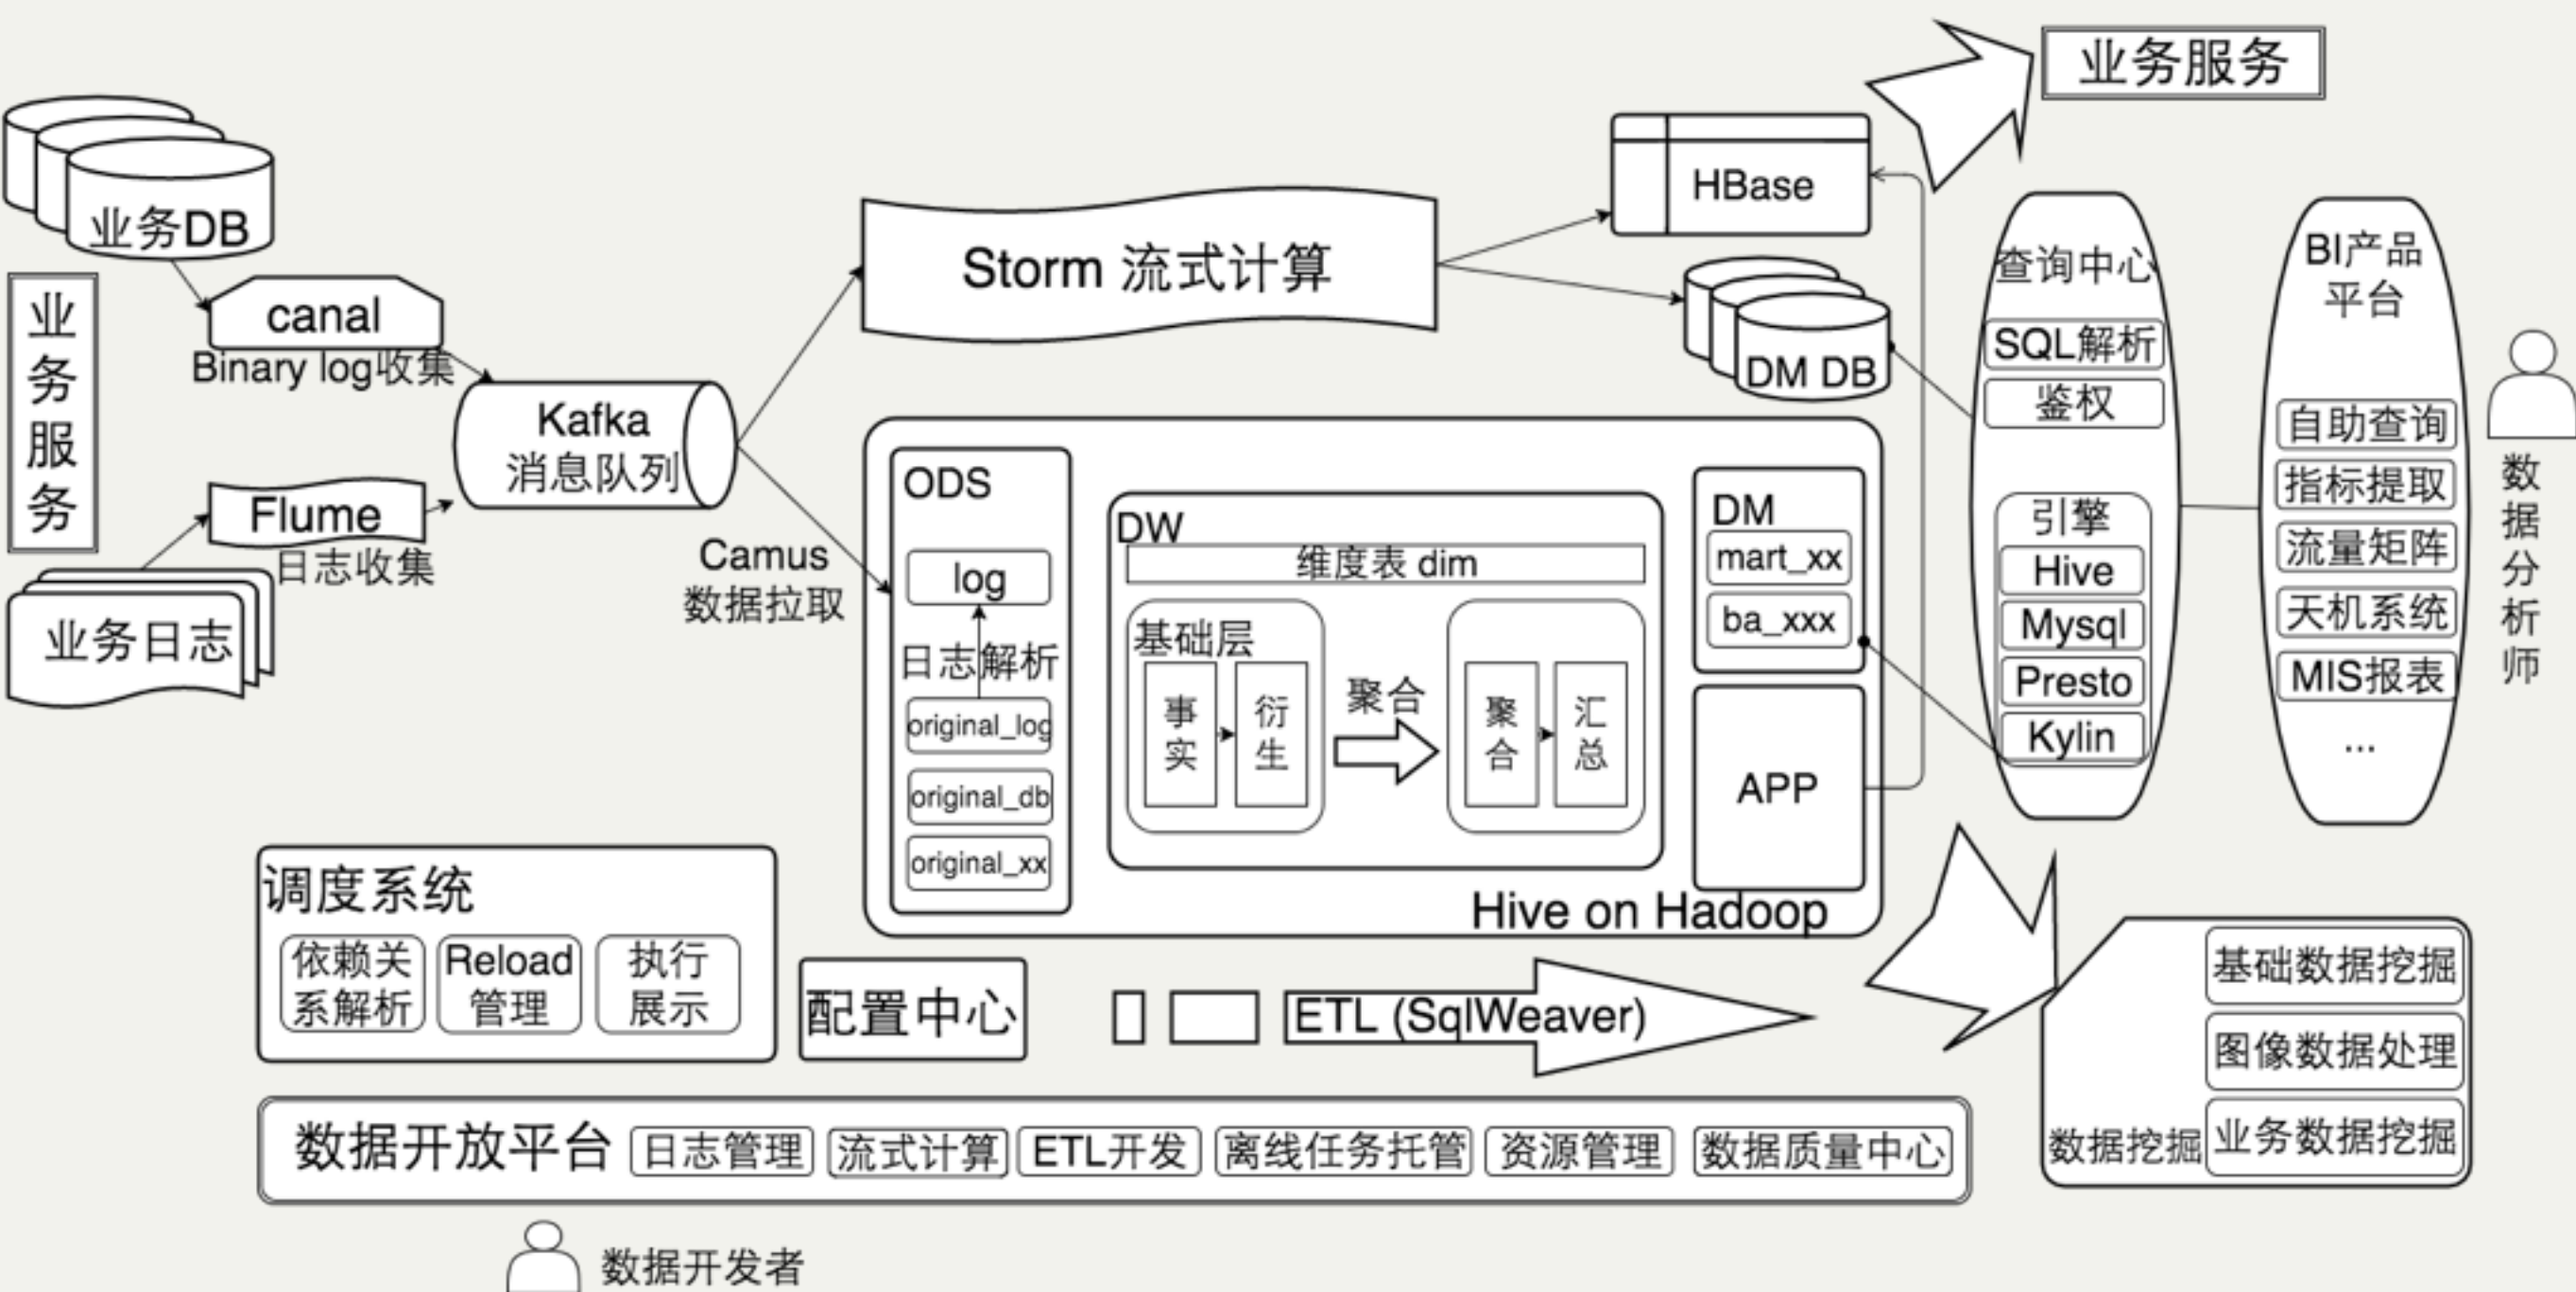 业务服务
业务DB
业
务
服
务
canal
Binary log收集
Flume
日志收集
业务日志
Kafka
消息队列
Camus
数据拉取
Storm 流式计算
HBase
DM DB
ODS
log
日志解析
original_log
original_db
original_xx
DW
维度表 dim
基础层
事
实
衍
生
聚合
聚
合
汇
总
DM
mart_xx
ba_xxx
APP
Hive on Hadoop
查询中心
SQL解析
鉴权
引擎
Hive
Mysql
Presto
Kylin
BI产品
平台
自助查询
指标提取
流量矩阵
天机系统
MIS报表
...
数
据
分
析
师
调度系统
依赖关
系解析
Reload
管理
执行
展示
配置中心
ETL (SqlWeaver)
数据挖掘
基础数据挖掘
图像数据处理
业务数据挖掘
数据开放平台
日志管理
流式计算
ETL开发
离线任务托管
资源管理
数据质量中心
数据开发者